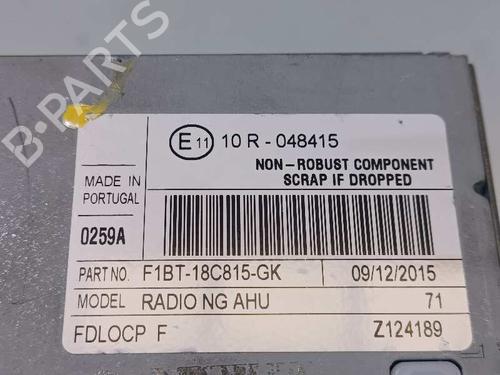 E 11 10 R - 048415
NON-ROBUST COMPONENT
SCRAP IF DROPPED
MADE IN
PORTUGAL
0259A
PART NO. F1BT-18C815-GK 09/12/2015
MODEL RADIO NG AHU 71
FDLOCP F Z124189
B-PARTS